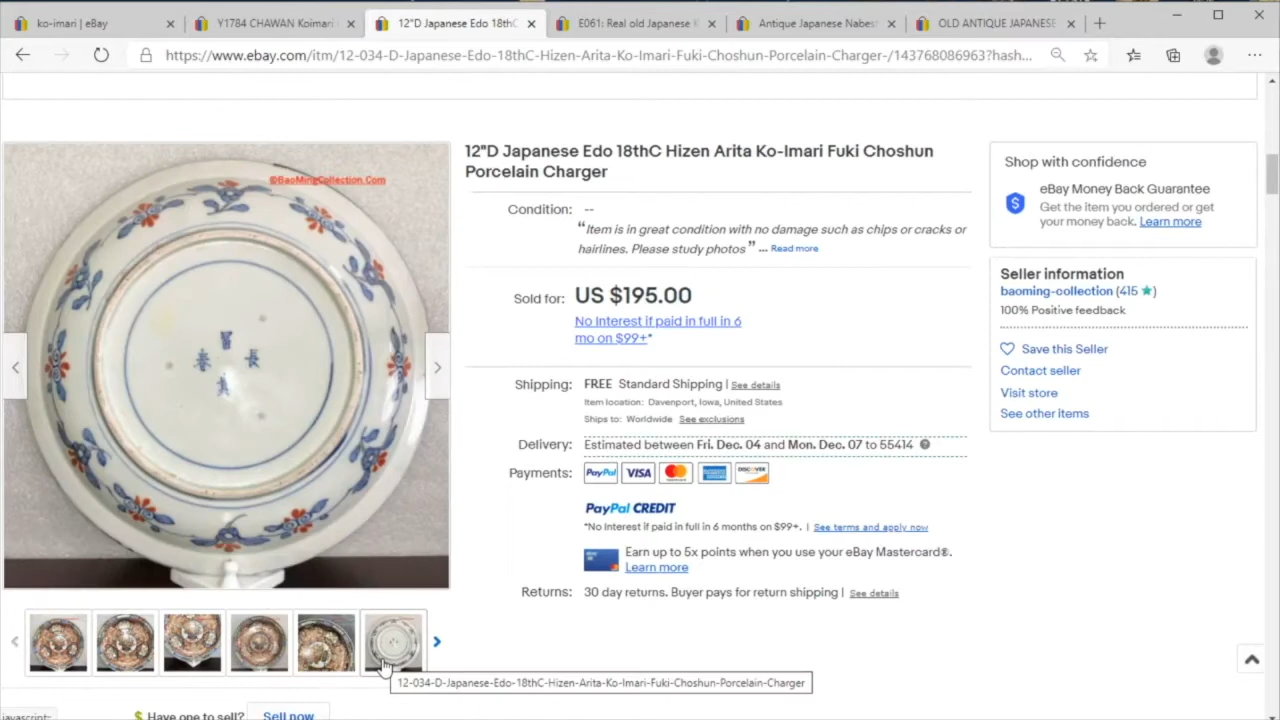 ko-imari | eBay
Y1784 CHAWAN Koimari
12"D Japanese Edo 18thC
E061: Real old Japanese
Antique Japanese Nabes
OLD ANTIQUE JAPANESE
https://www.ebay.com/itm/12-034-D-Japanese-Edo-18thC-Hizen-Arita-Ko-Imari-Fuki-Choshun-Porcelain-Charger-/143768086963?hash...
©BaoMingCollection.Com
富
貴 長
春
12"D Japanese Edo 18thC Hizen Arita Ko-Imari Fuki Choshun
Porcelain Charger
Condition: --
“Item is in great condition with no damage such as chips or cracks or
hairlines. Please study photos” ... Read more
Sold for: US $195.00
No Interest if paid in full in 6
mo on $99+*
Shipping: FREE Standard Shipping | See details
Item location: Davenport, Iowa, United States
Ships to: Worldwide See exclusions
Delivery: Estimated between Fri. Dec. 04 and Mon. Dec. 07 to 55414
Payments: PayPal VISA
DISCOVER
PayPal CREDIT
*No Interest if paid in full in 6 months on $99+. | See terms and apply now
Earn up to 5x points when you use your eBay Mastercard®.
Learn more
Returns: 30 day returns. Buyer pays for return shipping | See details
Shop with confidence
eBay Money Back Guarantee
Get the item you ordered or get
your money back. Learn more
Seller information
baoming-collection (415 ★)
100% Positive feedback
Save this Seller
Contact seller
Visit store
See other items
12-034-D-Japanese-Edo-18thC-Hizen-Arita-Ko-Imari-Fuki-Choshun-Porcelain-Charger
javascript:
Have one to sell? Sell now